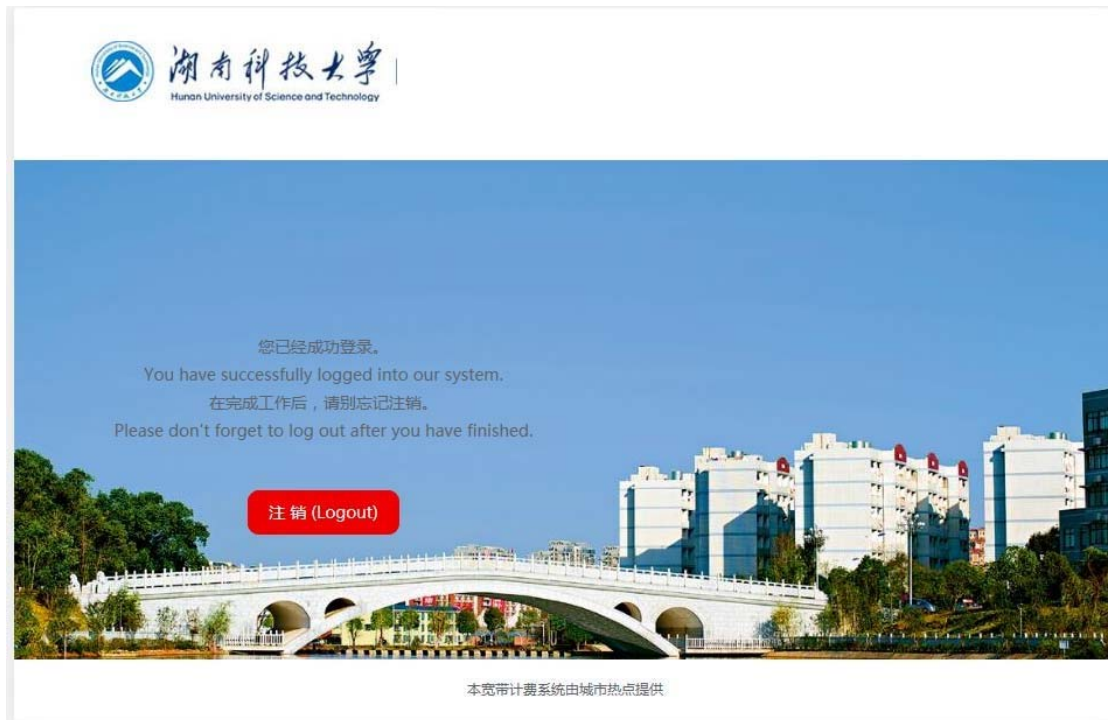 湖南科技大学
Hunan University of Science and Technology
您已经成功登录。
You have successfully logged into our system.
在完成工作后，请别忘记注销。
Please don't forget to log out after you have finished.
注 销 (Logout)
本宽带计费系统由城市热点提供